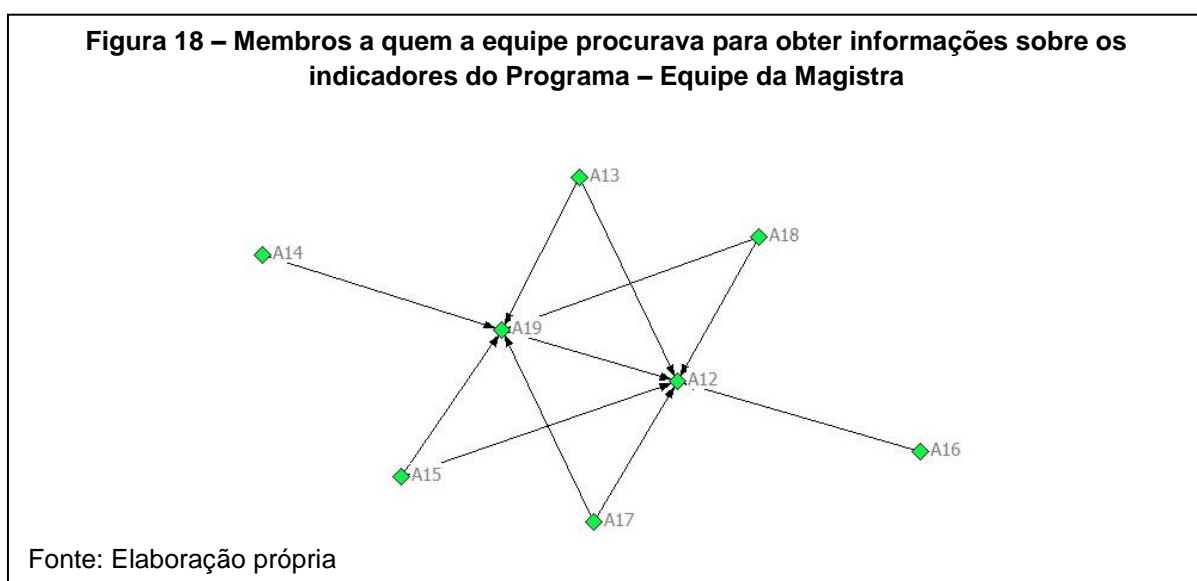 Figura 18 – Membros a quem a equipe procurava para obter informações sobre os
indicadores do Programa – Equipe da Magistra
A13
A18
A14
A19
A12
A16
A15
A17
Fonte: Elaboração própria